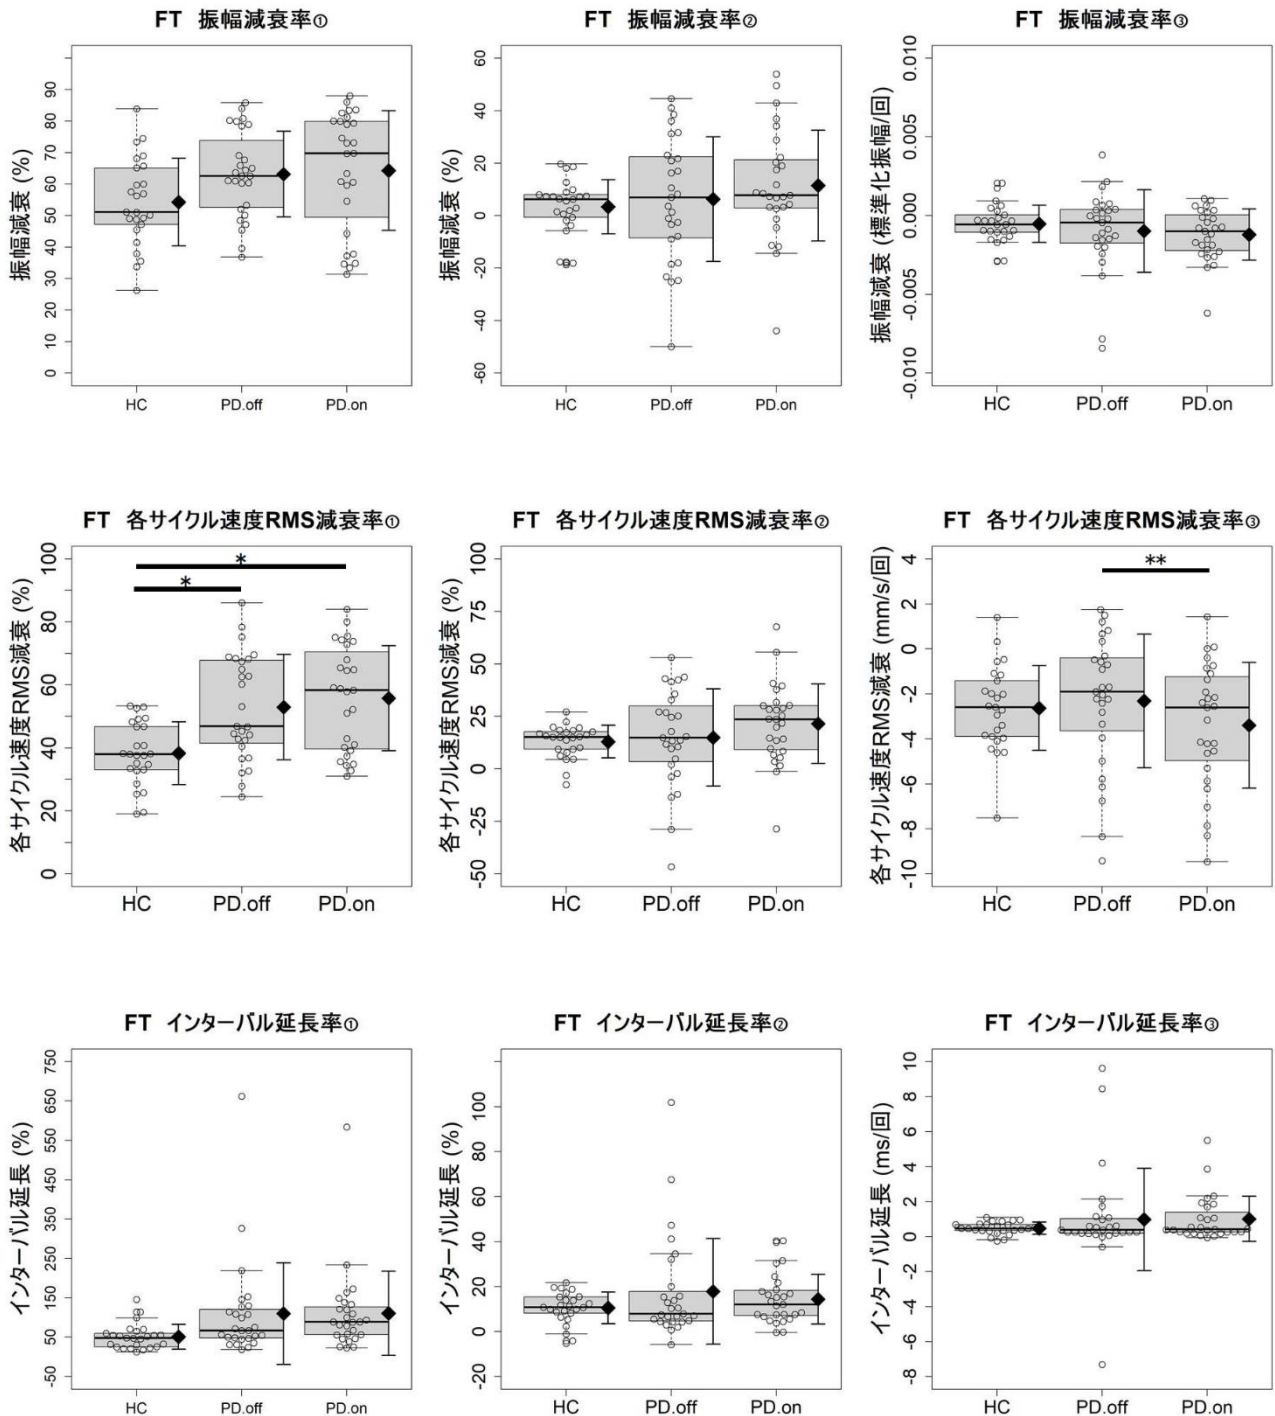 FT 振幅減衰率①
振幅減衰 (%)
90
80
70
60
50
40
30
20
10
0
HC PD.off PD.on
FT 振幅減衰率②
振幅減衰 (%)
60
40
20
0
-20
-40
-60
HC PD.off PD.on
FT 振幅減衰率③
振幅減衰 (標準化振幅/回)
0.010
0.005
0.000
-0.005
-0.010
HC PD.off PD.on
FT 各サイクル速度RMS減衰率①
各サイクル速度RMS減衰 (%)
100
80
60
40
20
0
*
*
HC PD.off PD.on
FT 各サイクル速度RMS減衰率②
各サイクル速度RMS減衰 (%)
100
75
50
25
0
-25
-50
HC PD.off PD.on
FT 各サイクル速度RMS減衰率③
各サイクル速度RMS減衰 (mm/s/回)
4
2
0
-2
-4
-6
-8
-10
**
HC PD.off PD.on
FT インターバル延長率①
インターバル延長 (%)
750
650
550
450
350
250
150
50
-50
HC PD.off PD.on
FT インターバル延長率②
インターバル延長 (%)
100
80
60
40
20
0
-20
HC PD.off PD.on
FT インターバル延長率③
インターバル延長 (ms/回)
10
8
6
4
2
0
-2
-4
-6
-8
HC PD.off PD.on